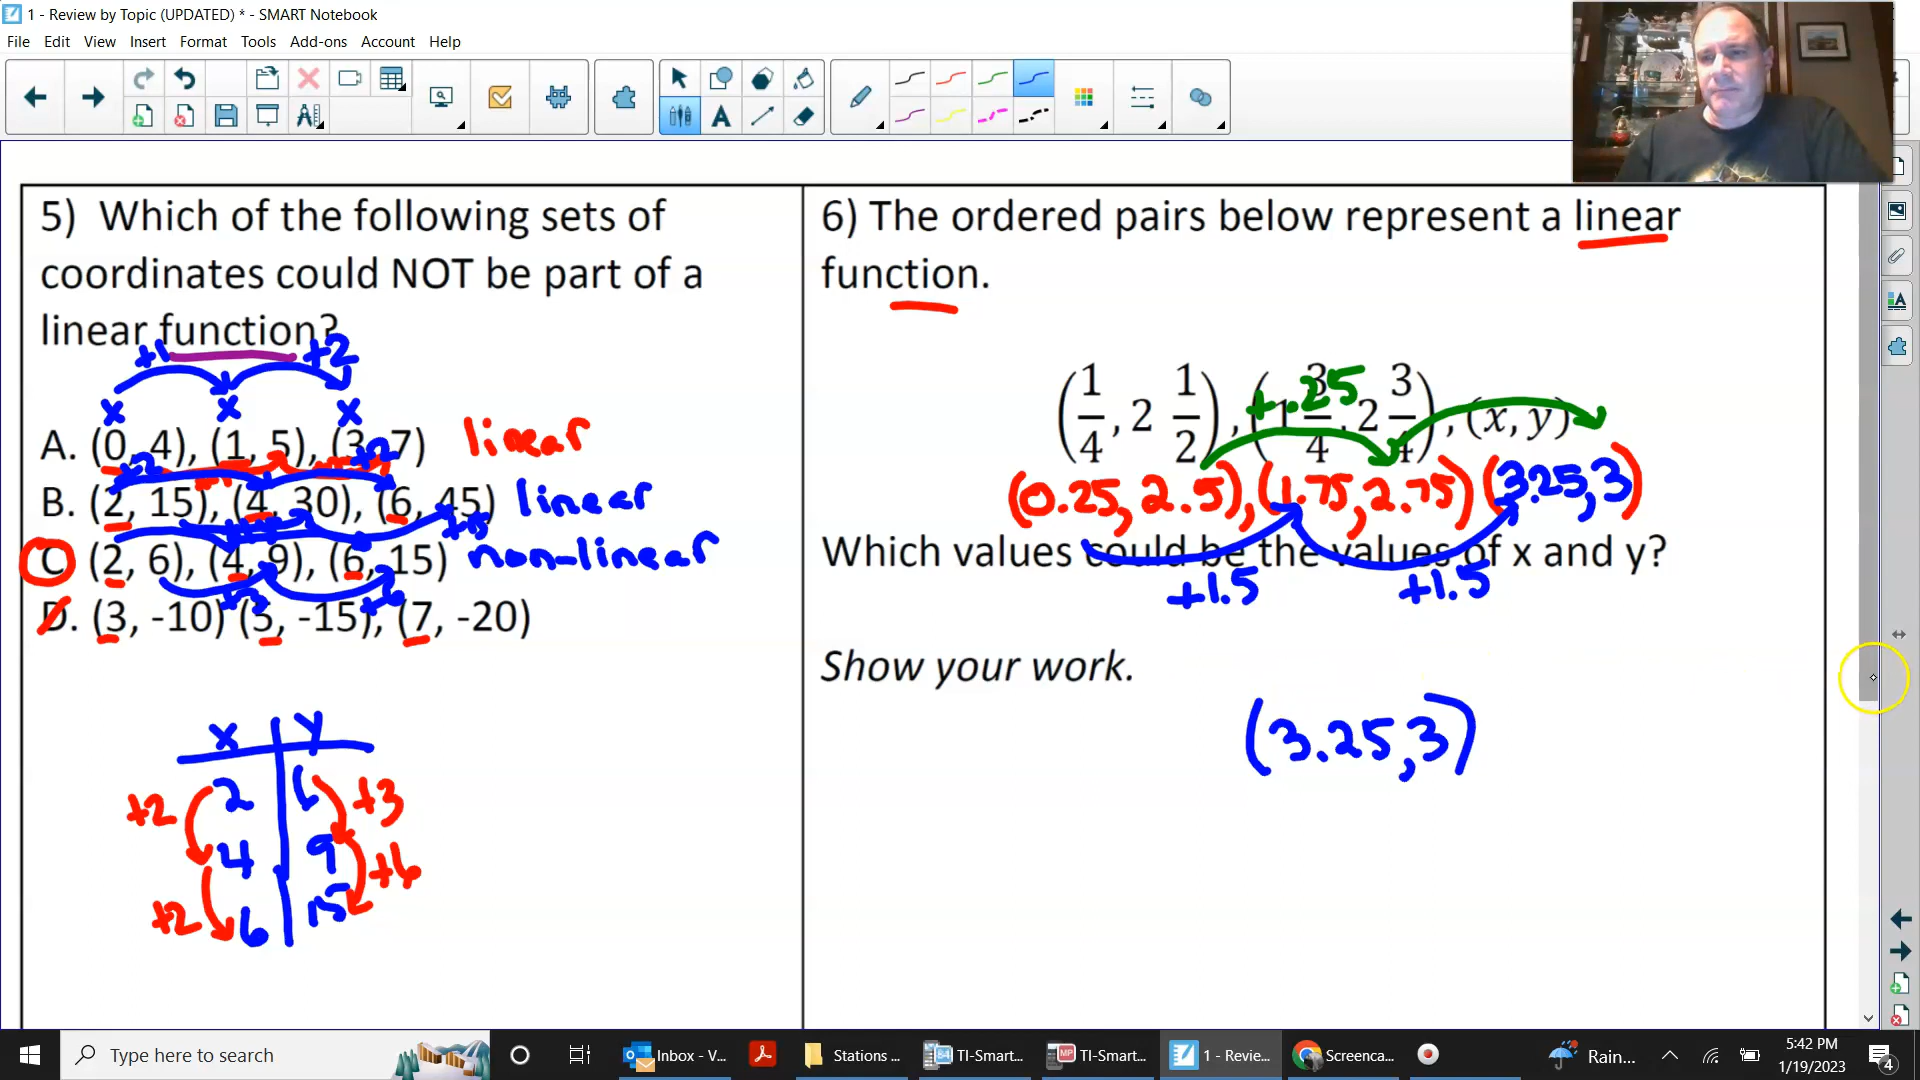 1 - Review by Topic (UPDATED) * - SMART Notebook
File Edit View Insert Format Tools Add-ons Account Help
5) Which of the following sets of
coordinates could NOT be part of a
linear function?
+1 +2
x x x
A. (0, 4), (1, 5), (3, 7) linear
+2 +2
B. (2, 15), (4, 30), (6, 45) linear
+15
C (2, 6), (4, 9), (6, 15) non-linear
+3 +6
D. (3, -10) (5, -15), (7, -20)
x y
2 6
+2 +3
4 9
+2 +6
6 15
6) The ordered pairs below represent a linear
function.
+.25
(1/4, 2 1/2), (1 3/4, 2 3/4), (x, y)
(0.25, 2.5), (1.75, 2.75) (3.25, 3)
Which values could be the values of x and y?
+1.5 +1.5
Show your work.
(3.25, 3)
Type here to search
Inbox - V...
Stations ...
TI-Smart...
TI-Smart...
1 - Revie...
Screenca...
Rain...
5:42 PM
1/19/2023
4